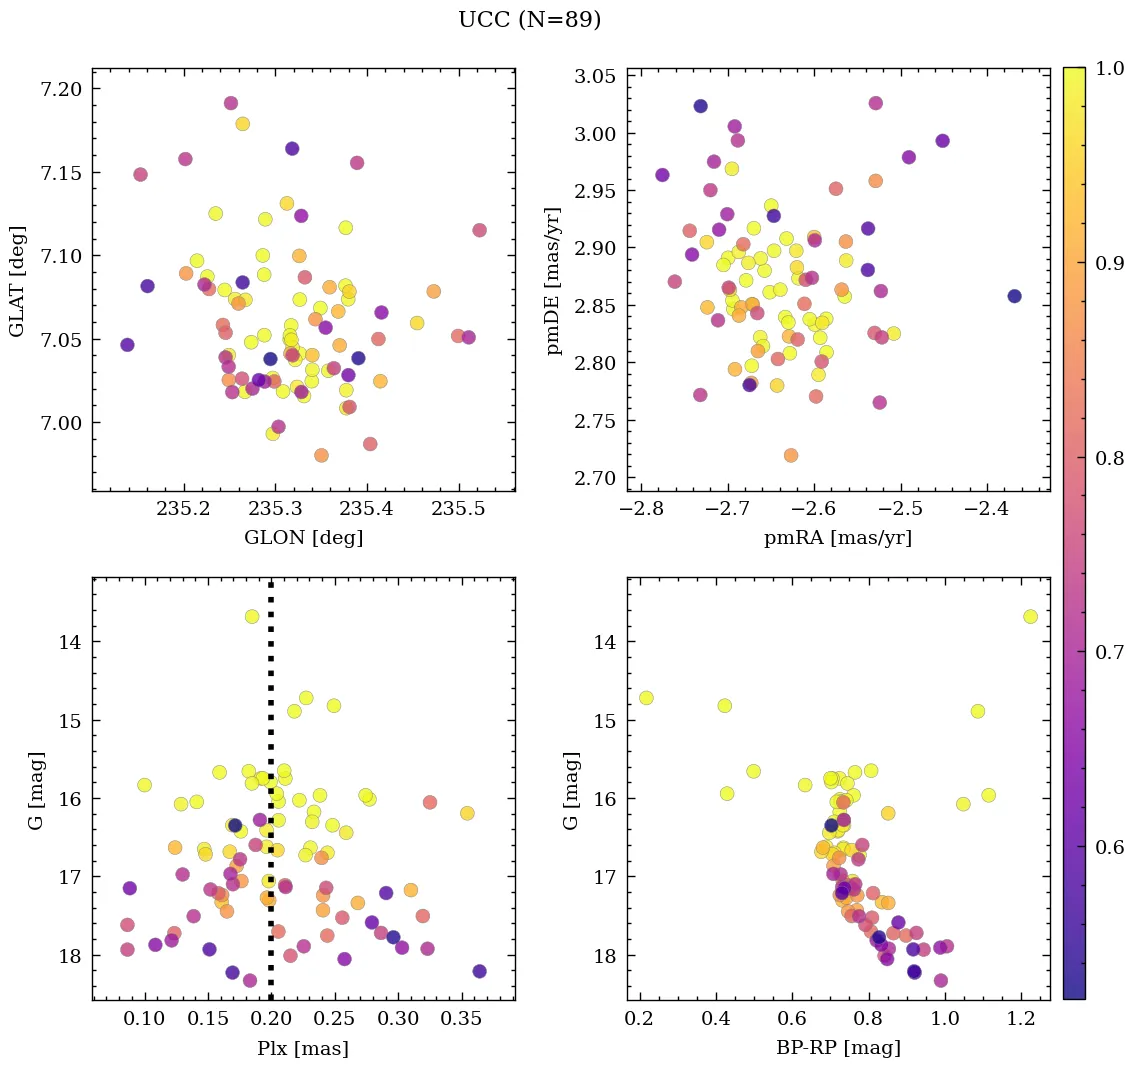 UCC (N=89)
7.20
7.15
7.10
7.05
7.00
GLAT [deg]
235.2 235.3 235.4 235.5
GLON [deg]
3.05
3.00
2.95
2.90
2.85
2.80
2.75
2.70
pmDE [mas/yr]
−2.8 −2.7 −2.6 −2.5 −2.4
pmRA [mas/yr]
1.0
0.9
0.8
0.7
0.6
14
15
16
17
18
G [mag]
0.10 0.15 0.20 0.25 0.30 0.35
Plx [mas]
14
15
16
17
18
G [mag]
0.2 0.4 0.6 0.8 1.0 1.2
BP-RP [mag]